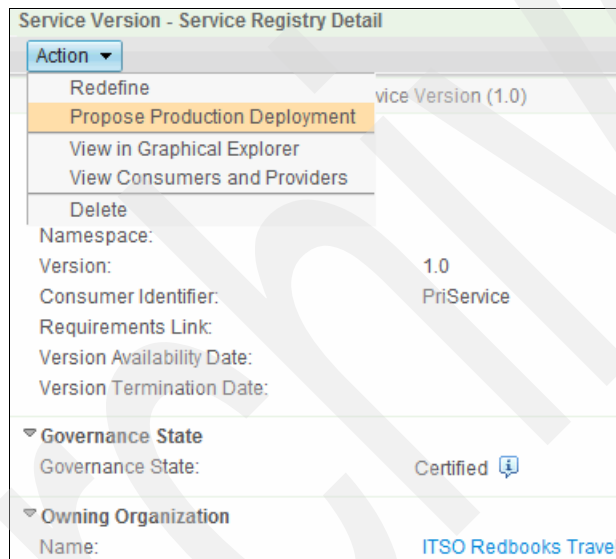 Service Version - Service Registry Detail
Action
Redefine
vice Version (1.0)
Propose Production Deployment
View in Graphical Explorer
View Consumers and Providers
Delete
Namespace:
Version: 1.0
Consumer Identifier: PriService
Requirements Link:
Version Availability Date:
Version Termination Date:
Governance State
Governance State: Certified
Owning Organization
Name: ITSO Redbooks Trave